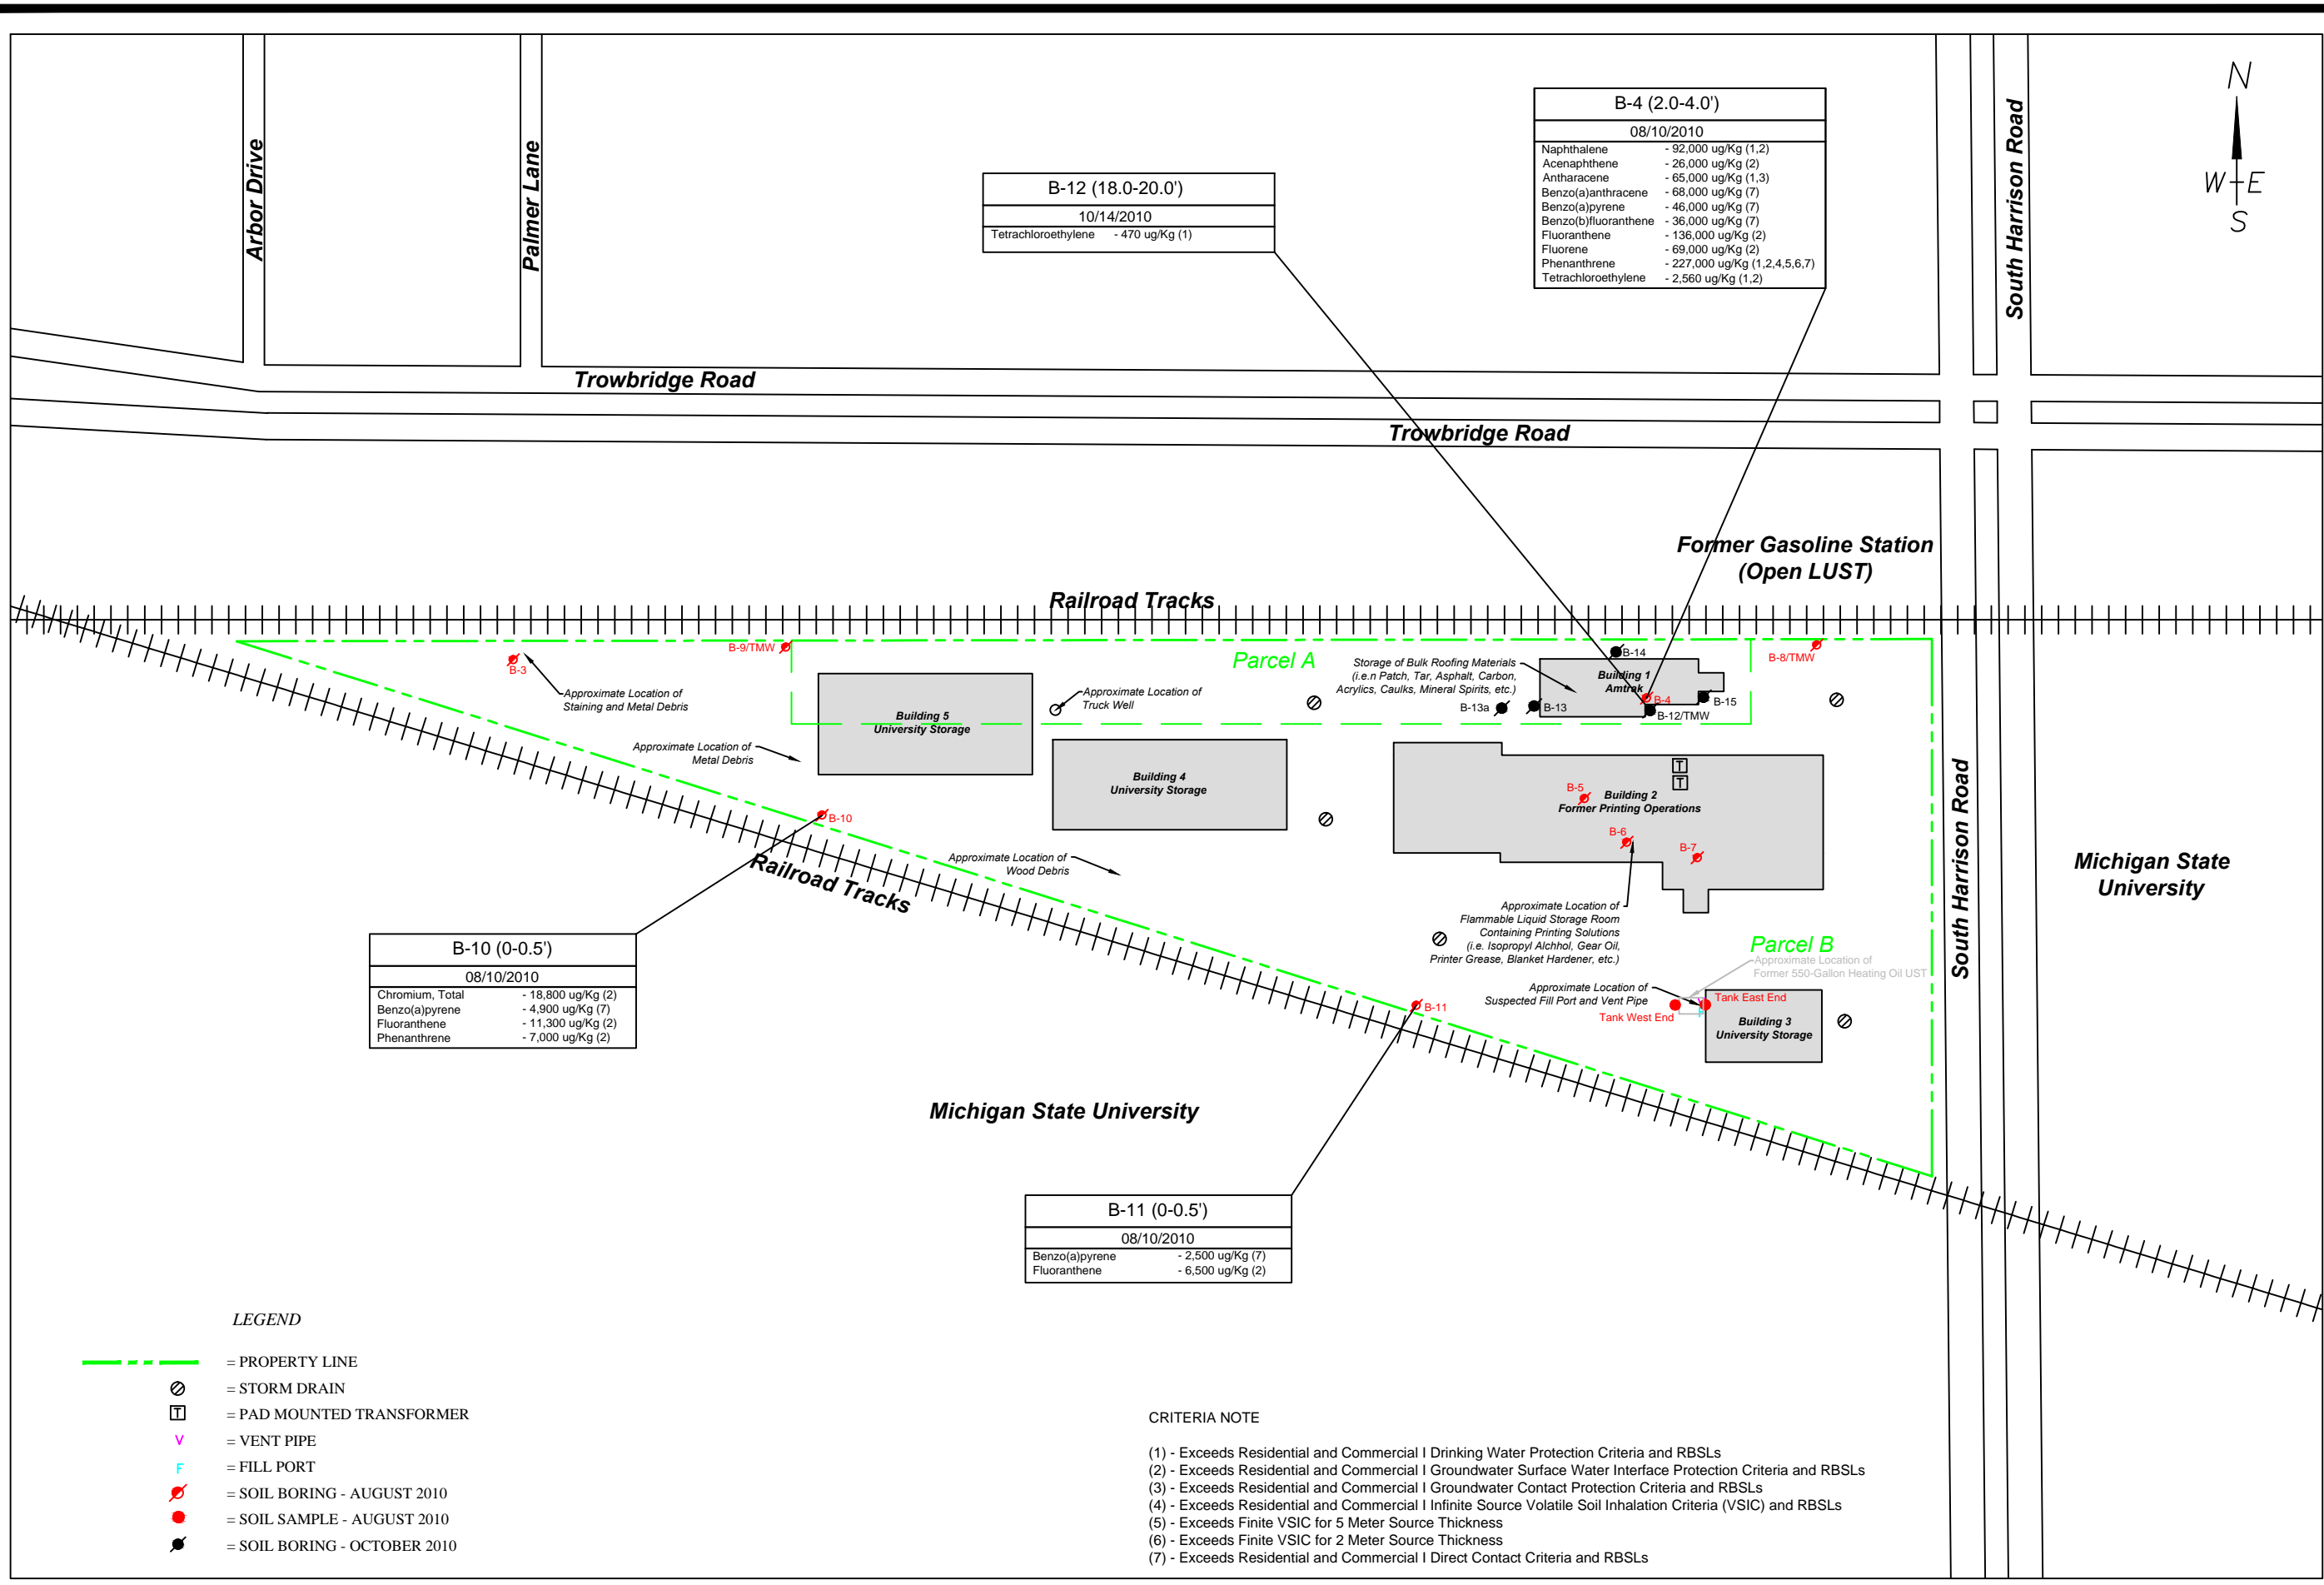 Arbor Drive
Palmer Lane
South Harrison Road
N
W E
S
B-4 (2.0-4.0')
08/10/2010
Naphthalene - 92,000 ug/Kg (1,2)
Acenaphthene - 26,000 ug/Kg (2)
Antharacene - 65,000 ug/Kg (1,3)
Benzo(a)anthracene - 68,000 ug/Kg (7)
Benzo(a)pyrene - 46,000 ug/Kg (7)
Benzo(b)fluoranthene - 36,000 ug/Kg (7)
Fluoranthene - 136,000 ug/Kg (2)
Fluorene - 69,000 ug/Kg (2)
Phenanthrene - 227,000 ug/Kg (1,2,4,5,6,7)
Tetrachloroethylene - 2,560 ug/Kg (1,2)
B-12 (18.0-20.0')
10/14/2010
Tetrachloroethylene - 470 ug/Kg (1)
Trowbridge Road
Trowbridge Road
Former Gasoline Station
(Open LUST)
Railroad Tracks
B-3
Approximate Location of
Staining and Metal Debris
B-9/TMW
Parcel A
Storage of Bulk Roofing Materials
(i.e.n Patch, Tar, Asphalt, Carbon,
Acrylics, Caulks, Mineral Spirits, etc.)
B-14
Building 1
Amtrak
B-4
B-15
B-12/TMW
B-13a
B-13
B-8/TMW
Approximate Location of
Truck Well
Building 5
University Storage
Approximate Location of
Metal Debris
Building 4
University Storage
T
T
B-5
Building 2
Former Printing Operations
B-6
B-7
B-10
Approximate Location of
Wood Debris
Railroad Tracks
South Harrison Road
Michigan State
University
Approximate Location of
Flammable Liquid Storage Room
Containing Printing Solutions
(i.e. Isopropyl Alchhol, Gear Oil,
Printer Grease, Blanket Hardener, etc.)
Parcel B
Approximate Location of
Former 550-Gallon Heating Oil UST
Approximate Location of
Suspected Fill Port and Vent Pipe
V
F
Tank East End
Tank West End
Building 3
University Storage
B-11
B-10 (0-0.5')
08/10/2010
Chromium, Total - 18,800 ug/Kg (2)
Benzo(a)pyrene - 4,900 ug/Kg (7)
Fluoranthene - 11,300 ug/Kg (2)
Phenanthrene - 7,000 ug/Kg (2)
Michigan State University
B-11 (0-0.5')
08/10/2010
Benzo(a)pyrene - 2,500 ug/Kg (7)
Fluoranthene - 6,500 ug/Kg (2)
LEGEND
= PROPERTY LINE
= STORM DRAIN
T = PAD MOUNTED TRANSFORMER
V = VENT PIPE
F = FILL PORT
= SOIL BORING - AUGUST 2010
= SOIL SAMPLE - AUGUST 2010
= SOIL BORING - OCTOBER 2010
CRITERIA NOTE
(1) - Exceeds Residential and Commercial I Drinking Water Protection Criteria and RBSLs
(2) - Exceeds Residential and Commercial I Groundwater Surface Water Interface Protection Criteria and RBSLs
(3) - Exceeds Residential and Commercial I Groundwater Contact Protection Criteria and RBSLs
(4) - Exceeds Residential and Commercial I Infinite Source Volatile Soil Inhalation Criteria (VSIC) and RBSLs
(5) - Exceeds Finite VSIC for 5 Meter Source Thickness
(6) - Exceeds Finite VSIC for 2 Meter Source Thickness
(7) - Exceeds Residential and Commercial I Direct Contact Criteria and RBSLs